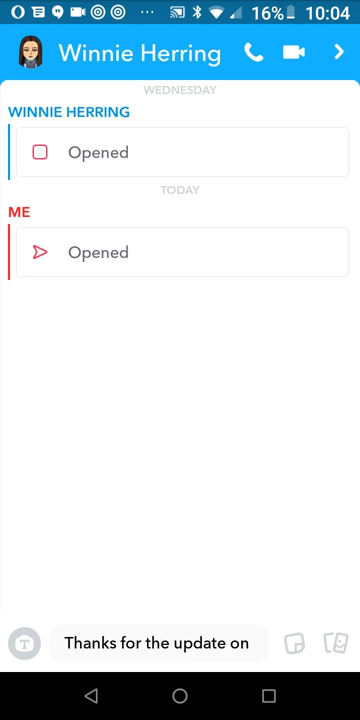 16% 10:04
Winnie Herring
WEDNESDAY
WINNIE HERRING
Opened
TODAY
ME
Opened
T Thanks for the update on